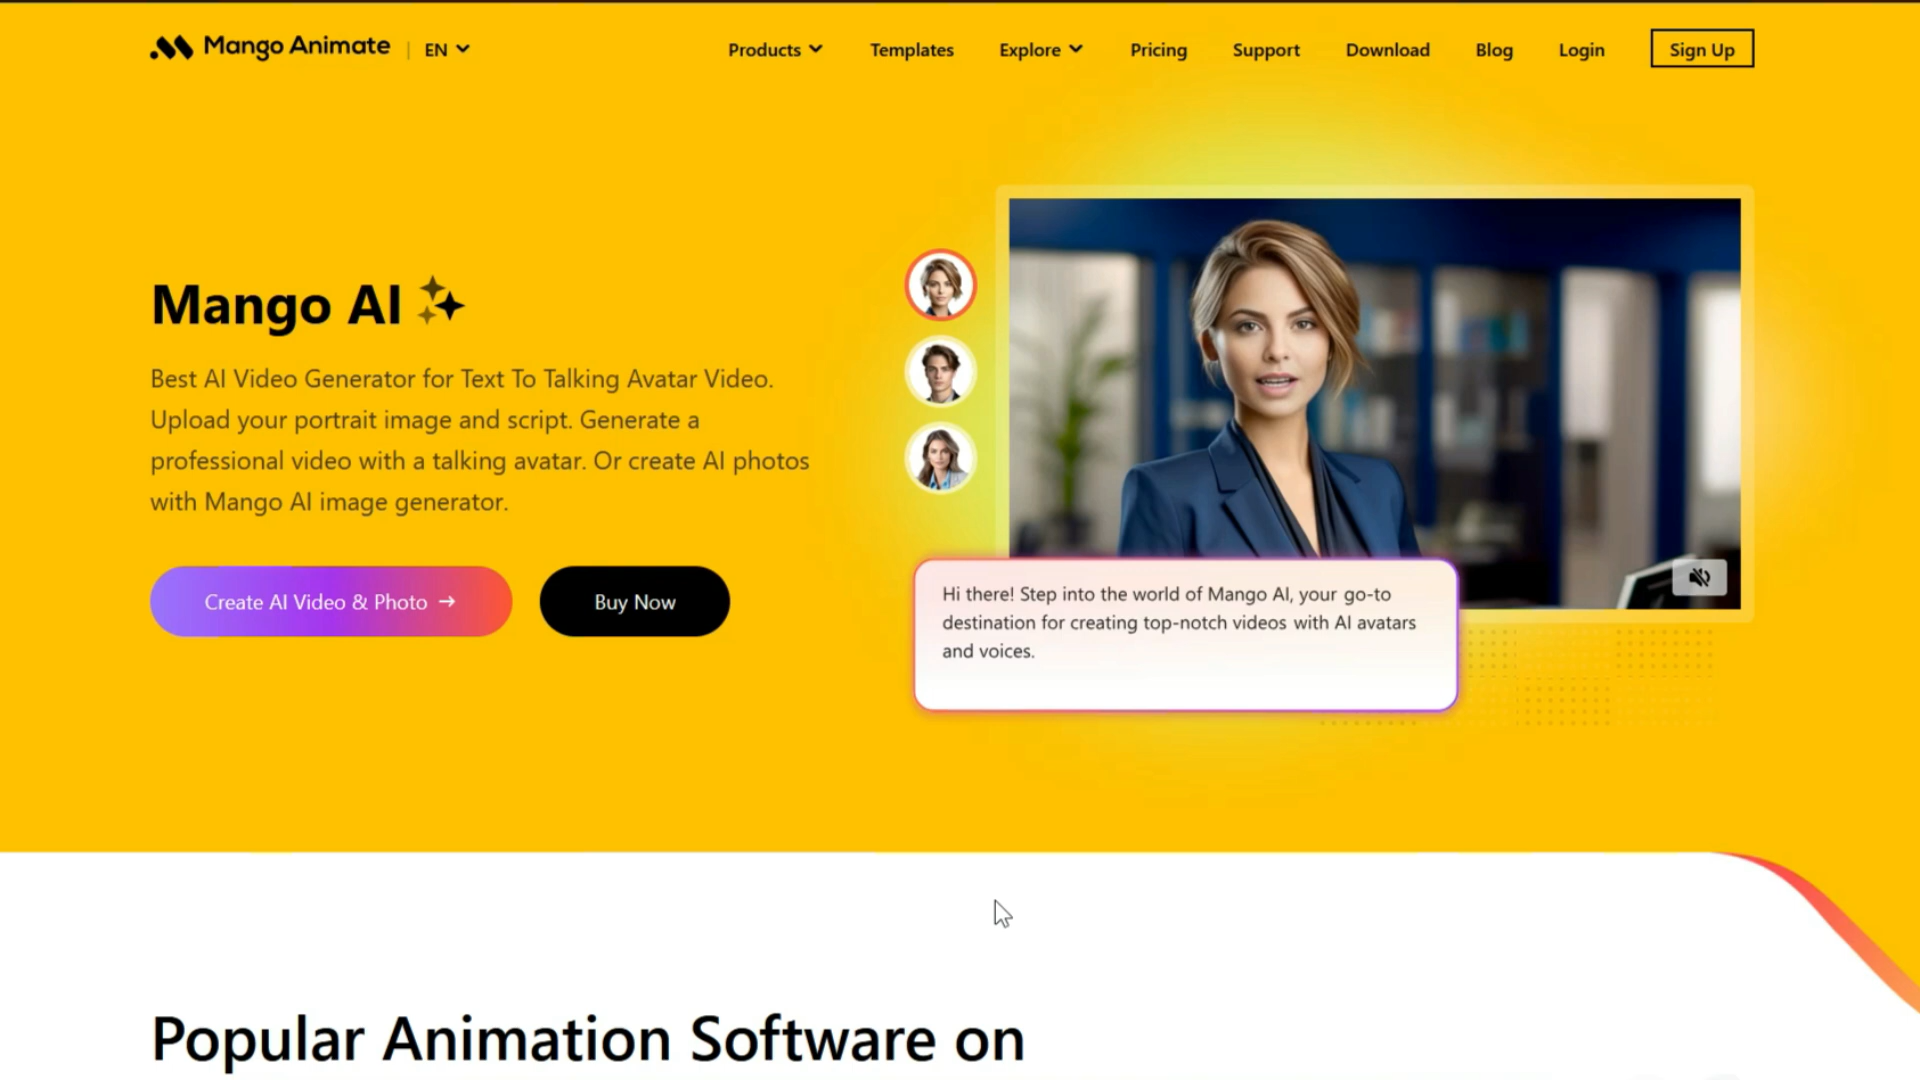 Mango Animate | EN
Products Templates Explore Pricing Support Download Blog Login Sign Up
Mango AI
Best AI Video Generator for Text To Talking Avatar Video.
Upload your portrait image and script. Generate a
professional video with a talking avatar. Or create AI photos
with Mango AI image generator.
Create AI Video & Photo →
Buy Now
Hi there! Step into the world of Mango AI, your go-to
destination for creating top-notch videos with AI avatars
and voices.
Popular Animation Software on